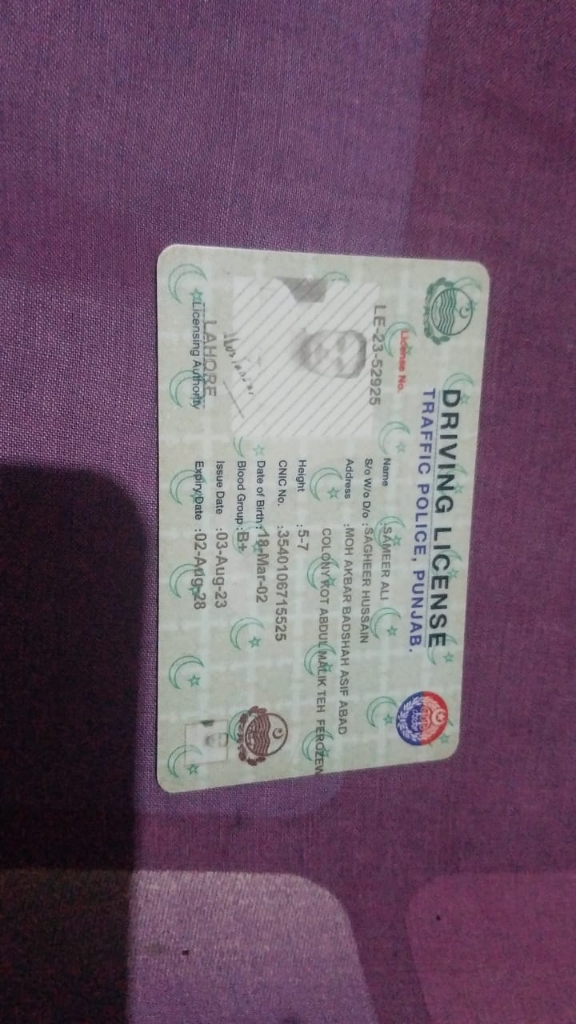 DRIVING LICENSE
TRAFFIC POLICE, PUNJAB.
License No.
LE-23-52925
Name :SAMEER ALI
S/o W/o D/o :SAGHEER HUSSAIN
Address :MOH AKBAR BADSHAH ASIF ABAD
COLONY KOT ABDUL MALIK TEH FEROZEW
Height :5-7
CNIC No. :3540106715525
Date of Birth :18-Mar-02
Blood Group :B+
Issue Date :03-Aug-23
Expiry Date :02-Aug-28
LAHORE
Licensing Authority